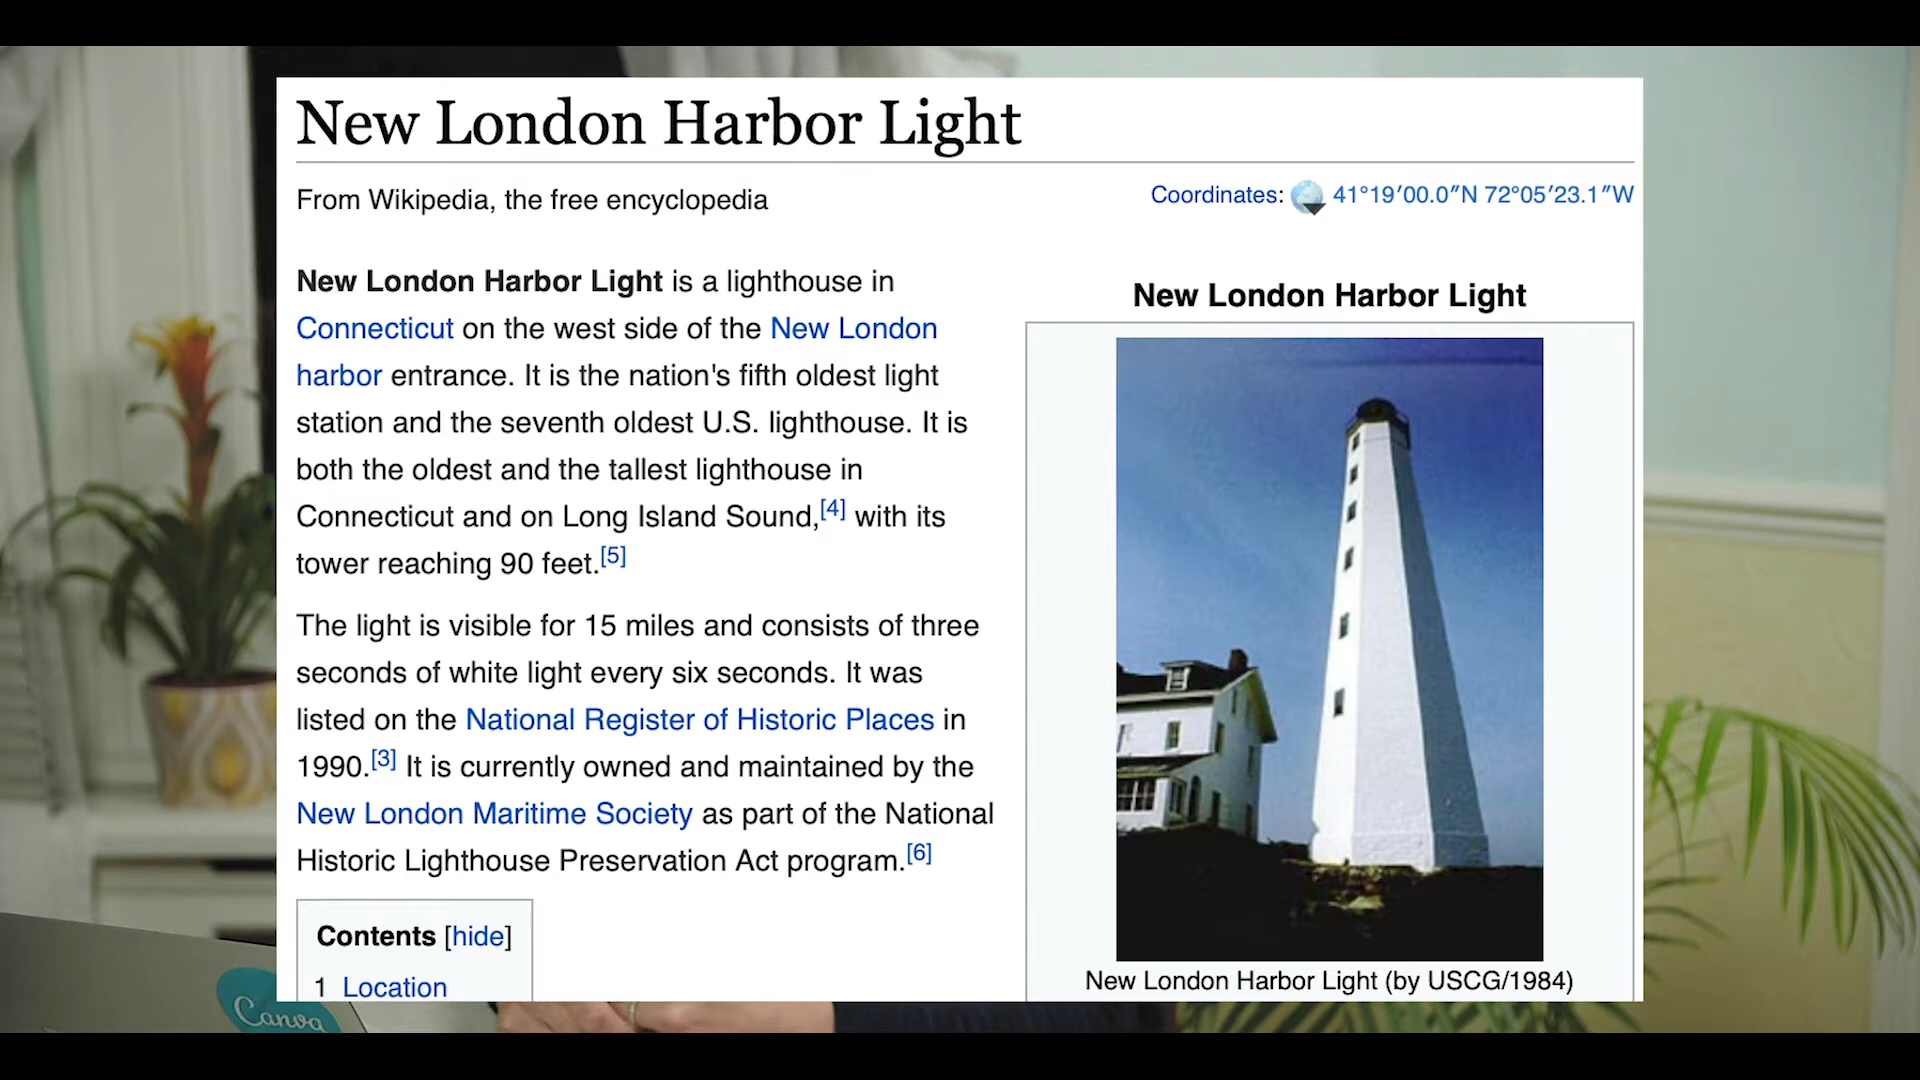 New London Harbor Light
From Wikipedia, the free encyclopedia
Coordinates: 41°19′00.0″N 72°05′23.1″W
New London Harbor Light is a lighthouse in
Connecticut on the west side of the New London
harbor entrance. It is the nation's fifth oldest light
station and the seventh oldest U.S. lighthouse. It is
both the oldest and the tallest lighthouse in
Connecticut and on Long Island Sound,[4] with its
tower reaching 90 feet.[5]
The light is visible for 15 miles and consists of three
seconds of white light every six seconds. It was
listed on the National Register of Historic Places in
1990.[3] It is currently owned and maintained by the
New London Maritime Society as part of the National
Historic Lighthouse Preservation Act program.[6]
Contents [hide]
1 Location
New London Harbor Light
New London Harbor Light (by USCG/1984)
Canva